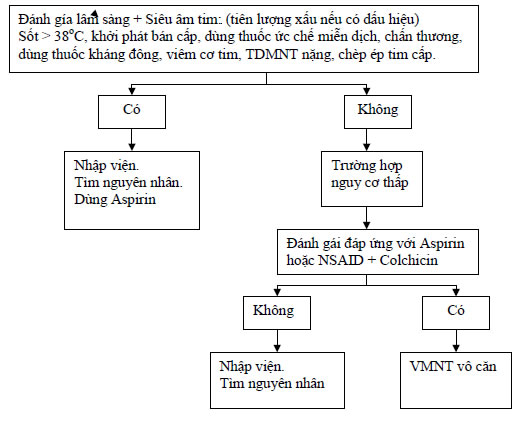 Đánh gía lâm sàng + Siêu âm tim:. (tiên lượng xấu nếu có dấu hiệu)
Sốt > 38°C, khởi phát bán cấp, dùng thuốc ức chế miễn dịch, chấn thương,
dùng thuốc kháng đông, viêm cơ tim, TDMNT nặng, chèp ép tim cấp.
Có
Không
Nhập viện.
Tìm nguyên nhân.
Dùng Aspirin
Trường hợp
nguy cơ thấp
Đánh gái đáp ứng với Aspirin
hoặc NSAID + Colchicin
Không
Có
Nhập viện.
Tìm nguyên nhân
VMNT vô căn